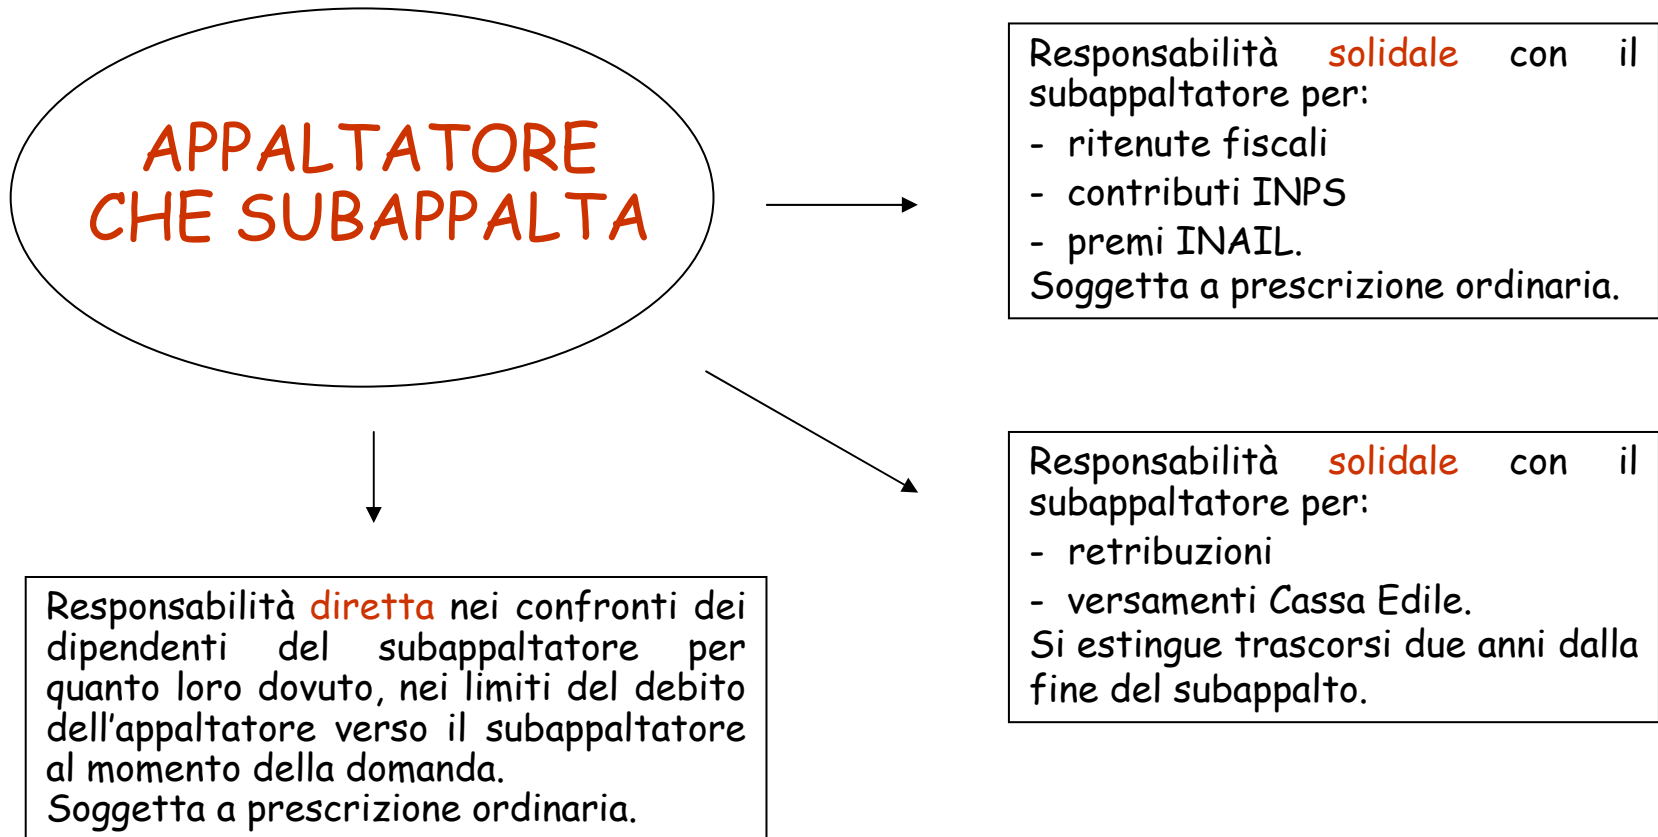 APPALTATORE
CHE SUBAPPALTA
Responsabilità solidale con il
subappaltatore per:
- ritenute fiscali
- contributi INPS
- premi INAIL.
Soggetta a prescrizione ordinaria.
Responsabilità solidale con il
subappaltatore per:
- retribuzioni
- versamenti Cassa Edile.
Si estingue trascorsi due anni dalla
fine del subappalto.
Responsabilità diretta nei confronti dei
dipendenti del subappaltatore per
quanto loro dovuto, nei limiti del debito
dell'appaltatore verso il subappaltatore
al momento della domanda.
Soggetta a prescrizione ordinaria.